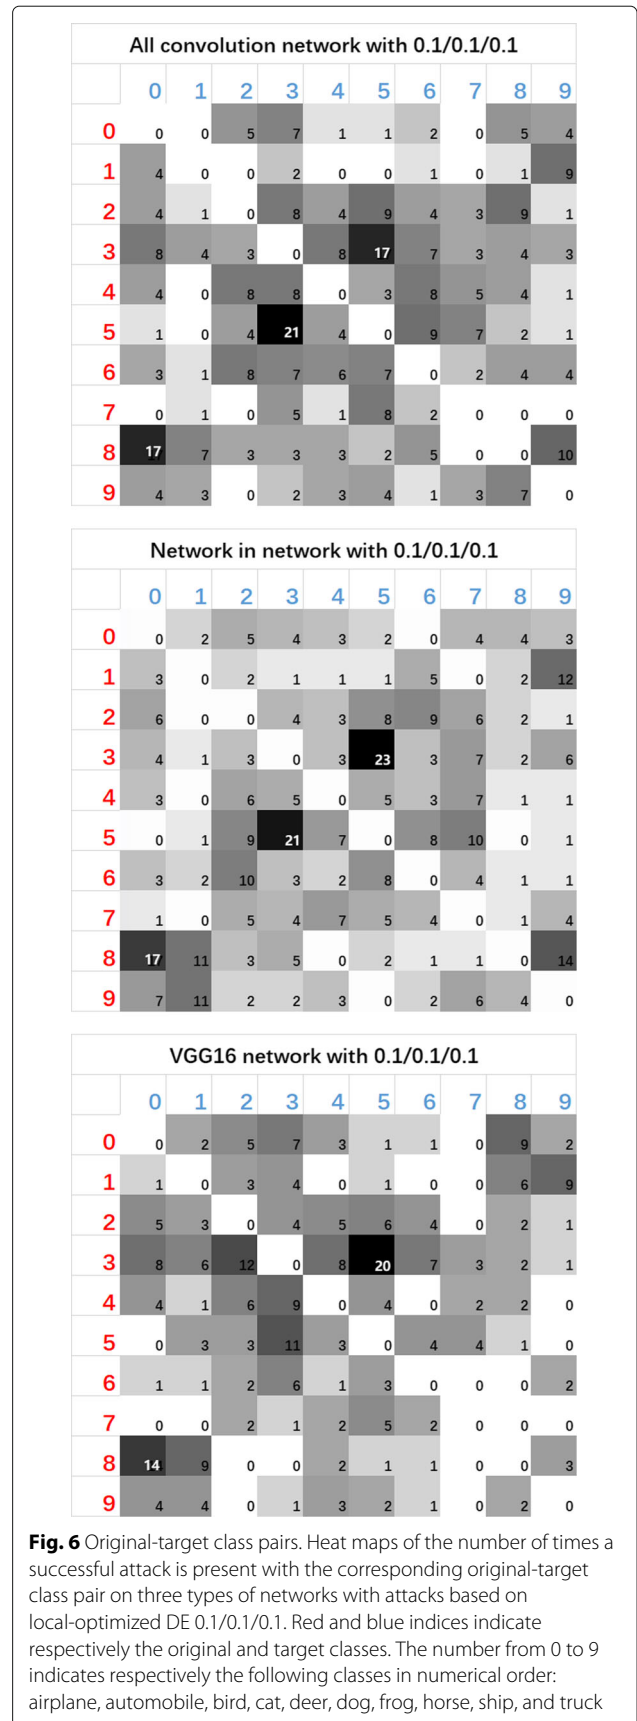 All convolution network with 0.1/0.1/0.1
0 1 2 3 4 5 6 7 8 9
0 0 0 5 7 1 1 2 0 5 4
1 4 0 0 2 0 0 1 0 1 9
2 4 1 0 8 4 9 4 3 9 1
3 8 4 3 0 8 17 7 3 4 3
4 4 0 8 8 0 3 8 5 4 1
5 1 0 4 21 4 0 9 7 2 1
6 3 1 8 7 6 7 0 2 4 4
7 0 1 0 5 1 8 2 0 0 0
8 17 7 3 3 3 2 5 0 0 10
9 4 3 0 2 3 4 1 3 7 0
Network in network with 0.1/0.1/0.1
0 1 2 3 4 5 6 7 8 9
0 0 2 5 4 3 2 0 4 4 3
1 3 0 2 1 1 1 5 0 2 12
2 6 0 0 4 3 8 9 6 2 1
3 4 1 3 0 3 23 3 7 2 6
4 3 0 6 5 0 5 3 7 1 1
5 0 1 9 21 7 0 8 10 0 1
6 3 2 10 3 2 8 0 4 1 1
7 1 0 5 4 7 5 4 0 1 4
8 17 11 3 5 0 2 1 1 0 14
9 7 11 2 2 3 0 2 6 4 0
VGG16 network with 0.1/0.1/0.1
0 1 2 3 4 5 6 7 8 9
0 0 2 5 7 3 1 1 0 9 2
1 1 0 3 4 0 1 0 0 6 9
2 5 3 0 4 5 6 4 0 2 1
3 8 6 12 0 8 20 7 3 2 1
4 4 1 6 9 0 4 0 2 2 0
5 0 3 3 11 3 0 4 4 1 0
6 1 1 2 6 1 3 0 0 0 2
7 0 0 2 1 2 5 2 0 0 0
8 14 9 0 0 2 1 1 0 0 3
9 4 4 0 1 3 2 1 0 2 0
Fig. 6 Original-target class pairs. Heat maps of the number of times a
successful attack is present with the corresponding original-target
class pair on three types of networks with attacks based on
local-optimized DE 0.1/0.1/0.1. Red and blue indices indicate
respectively the original and target classes. The number from 0 to 9
indicates respectively the following classes in numerical order:
airplane, automobile, bird, cat, deer, dog, frog, horse, ship, and truck